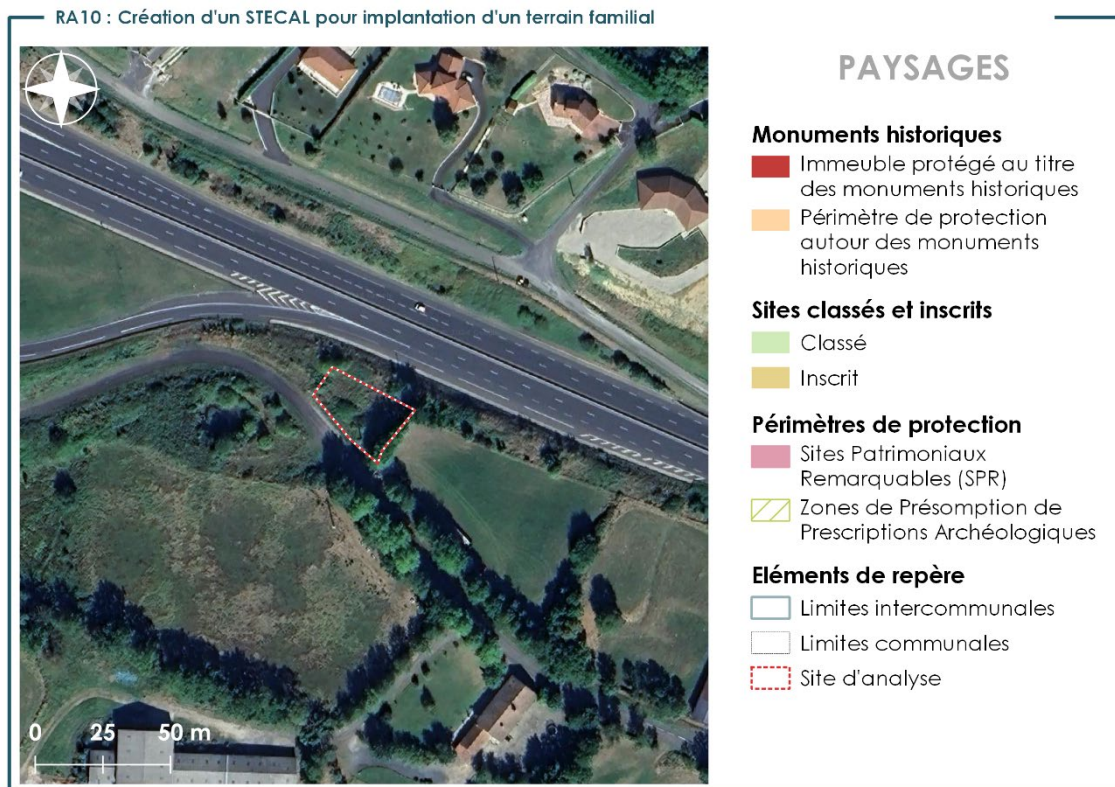 RA10 : Création d'un STECAL pour implantation d'un terrain familial
PAYSAGES
Monuments historiques
Immeuble protégé au titre
des monuments historiques
Périmètre de protection
autour des monuments
historiques
Sites classés et inscrits
Classé
Inscrit
Périmètres de protection
Sites Patrimoniaux
Remarquables (SPR)
Zones de Présomption de
Prescriptions Archéologiques
Eléments de repère
Limites intercommunales
Limites communales
Site d'analyse
0 25 50 m